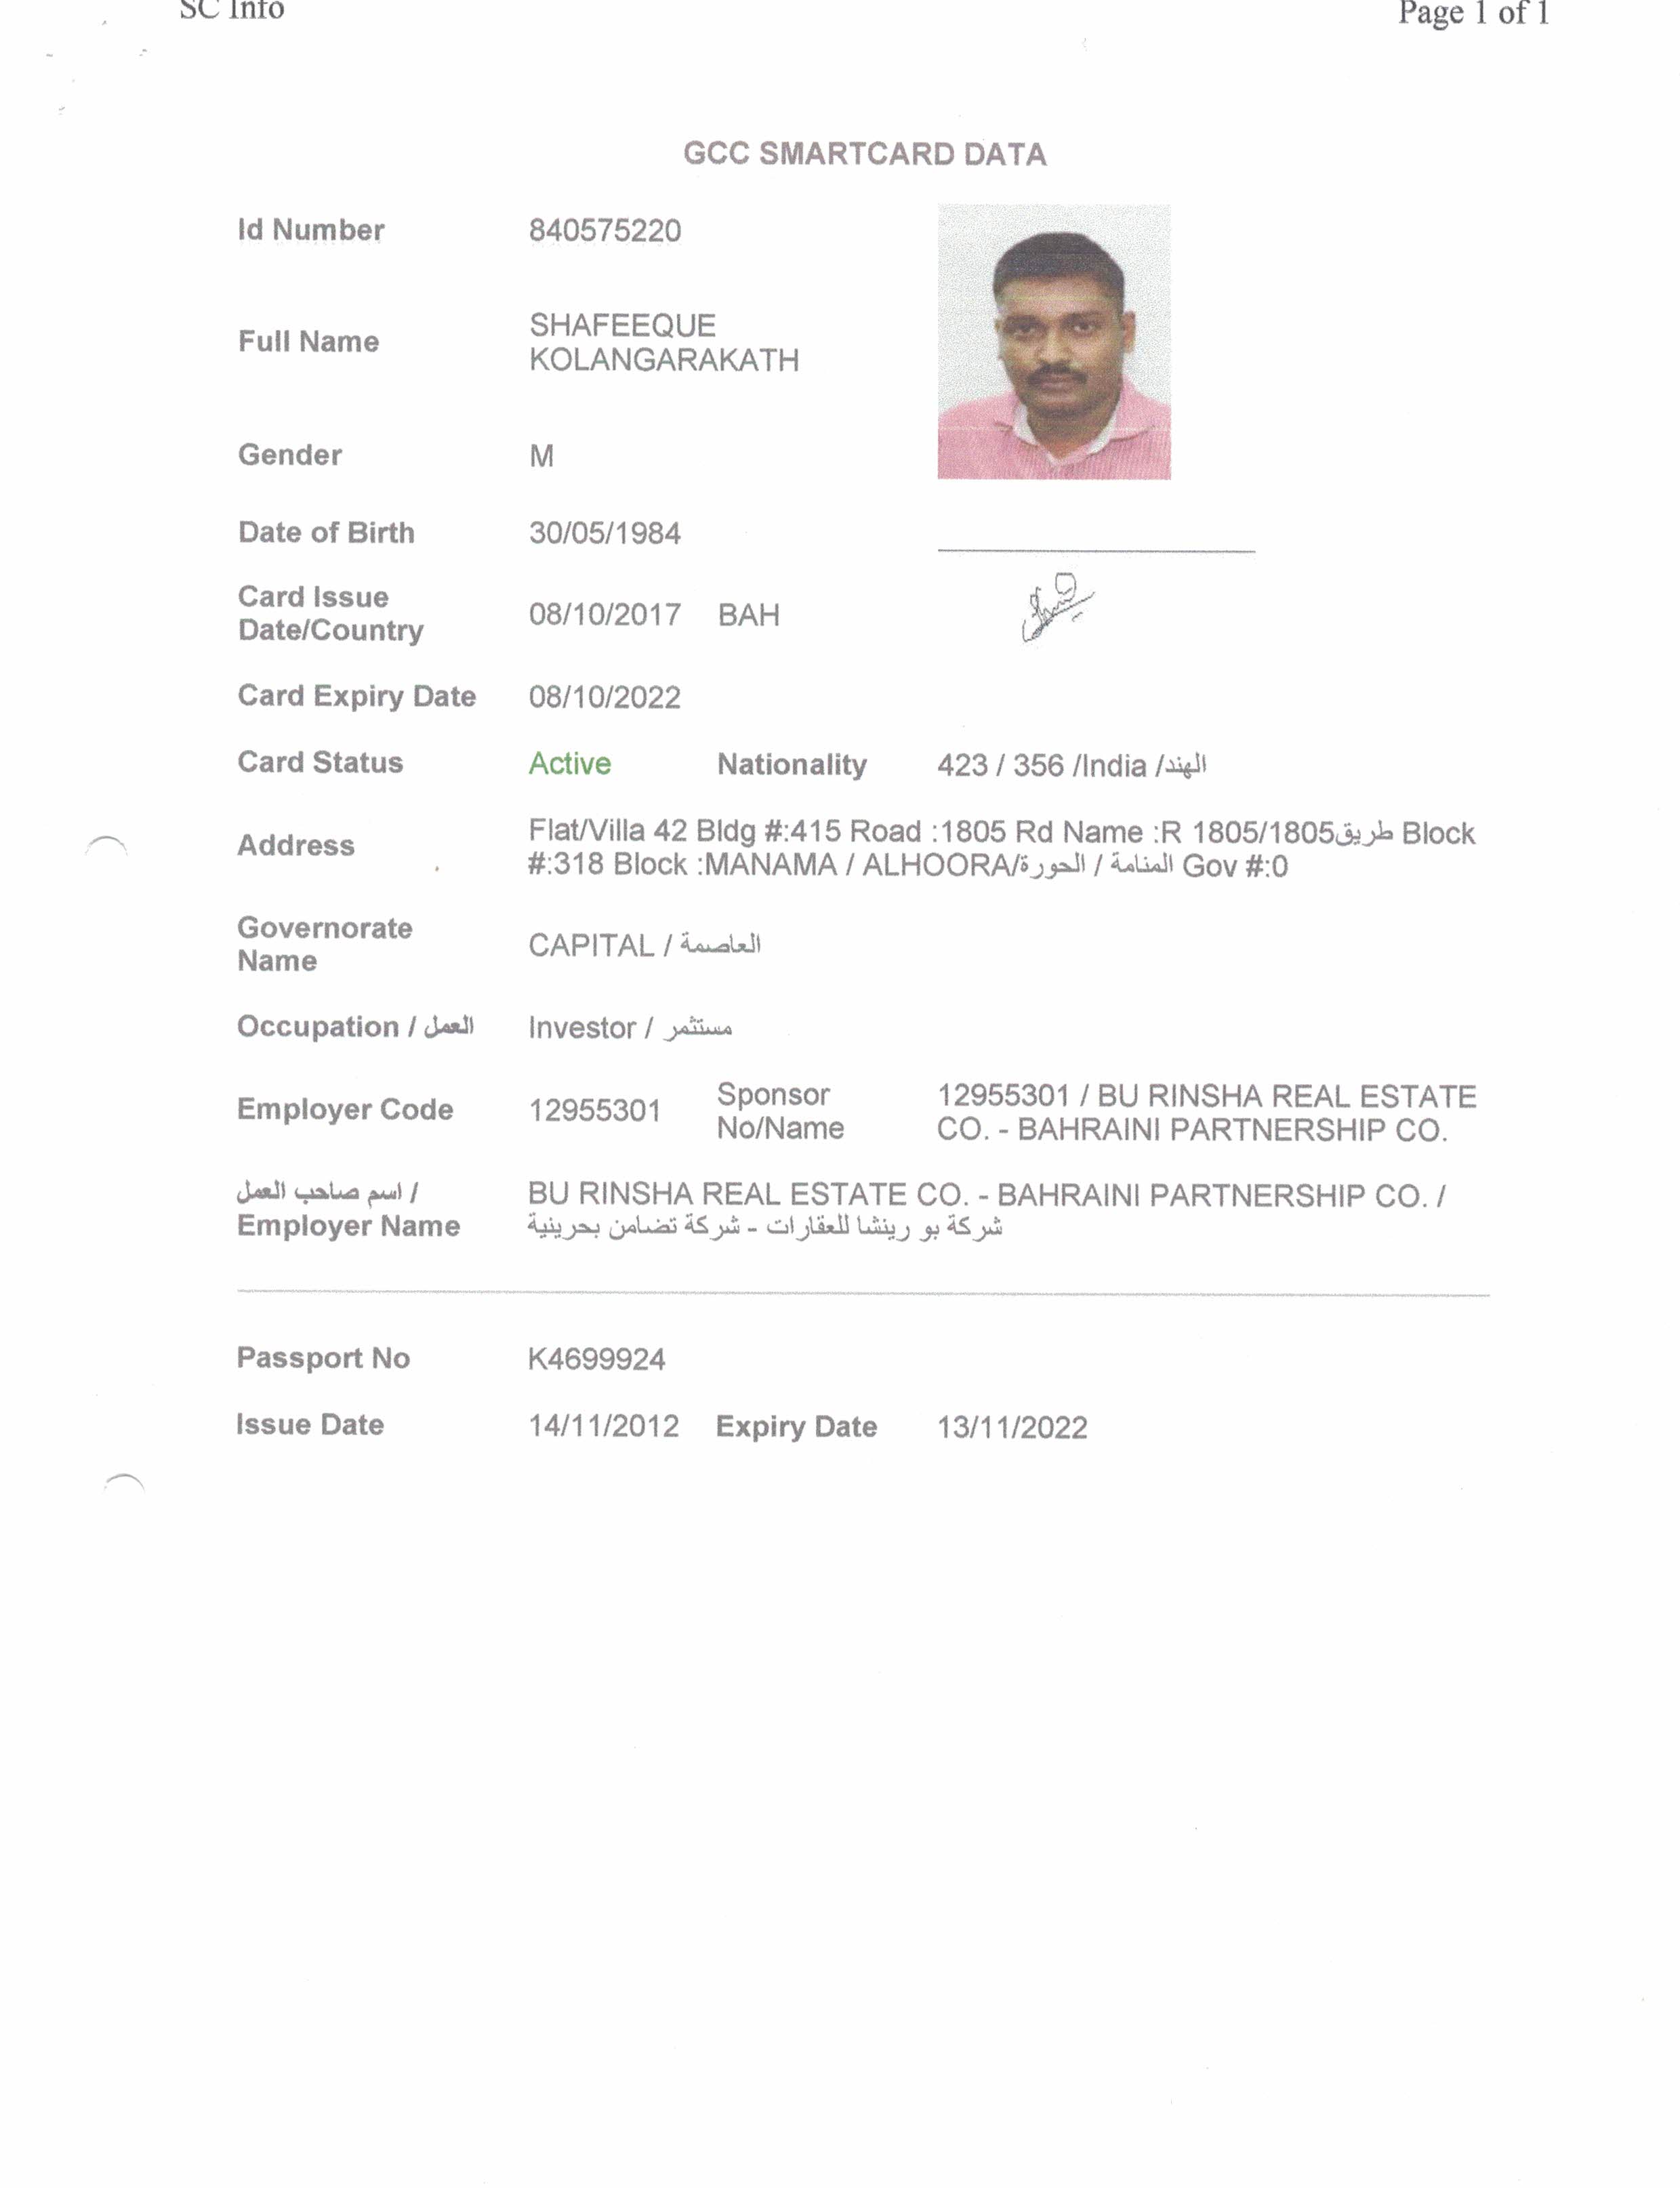 SC Info
Page 1 of 1
GCC SMARTCARD DATA
Id Number 840575220
Full Name SHAFEEQUE
KOLANGARAKATH
Gender M
Date of Birth 30/05/1984
Card Issue
Date/Country 08/10/2017 BAH
Card Expiry Date 08/10/2022
Card Status Active Nationality 423 / 356 /India /الهند
Address Flat/Villa 42 Bldg #:415 Road :1805 Rd Name :R 1805/1805طريق Block
#:318 Block :MANAMA / ALHOORA/المنامة / الحورة Gov #:0
Governorate
Name CAPITAL / العاصمة
Occupation / العمل Investor / مستثمر
Employer Code 12955301 Sponsor
No/Name 12955301 / BU RINSHA REAL ESTATE
CO. - BAHRAINI PARTNERSHIP CO.
اسم صاحب العمل /
Employer Name BU RINSHA REAL ESTATE CO. - BAHRAINI PARTNERSHIP CO. /
شركة بو رينشا للعقارات - شركة تضامن بحرينية
Passport No K4699924
Issue Date 14/11/2012 Expiry Date 13/11/2022